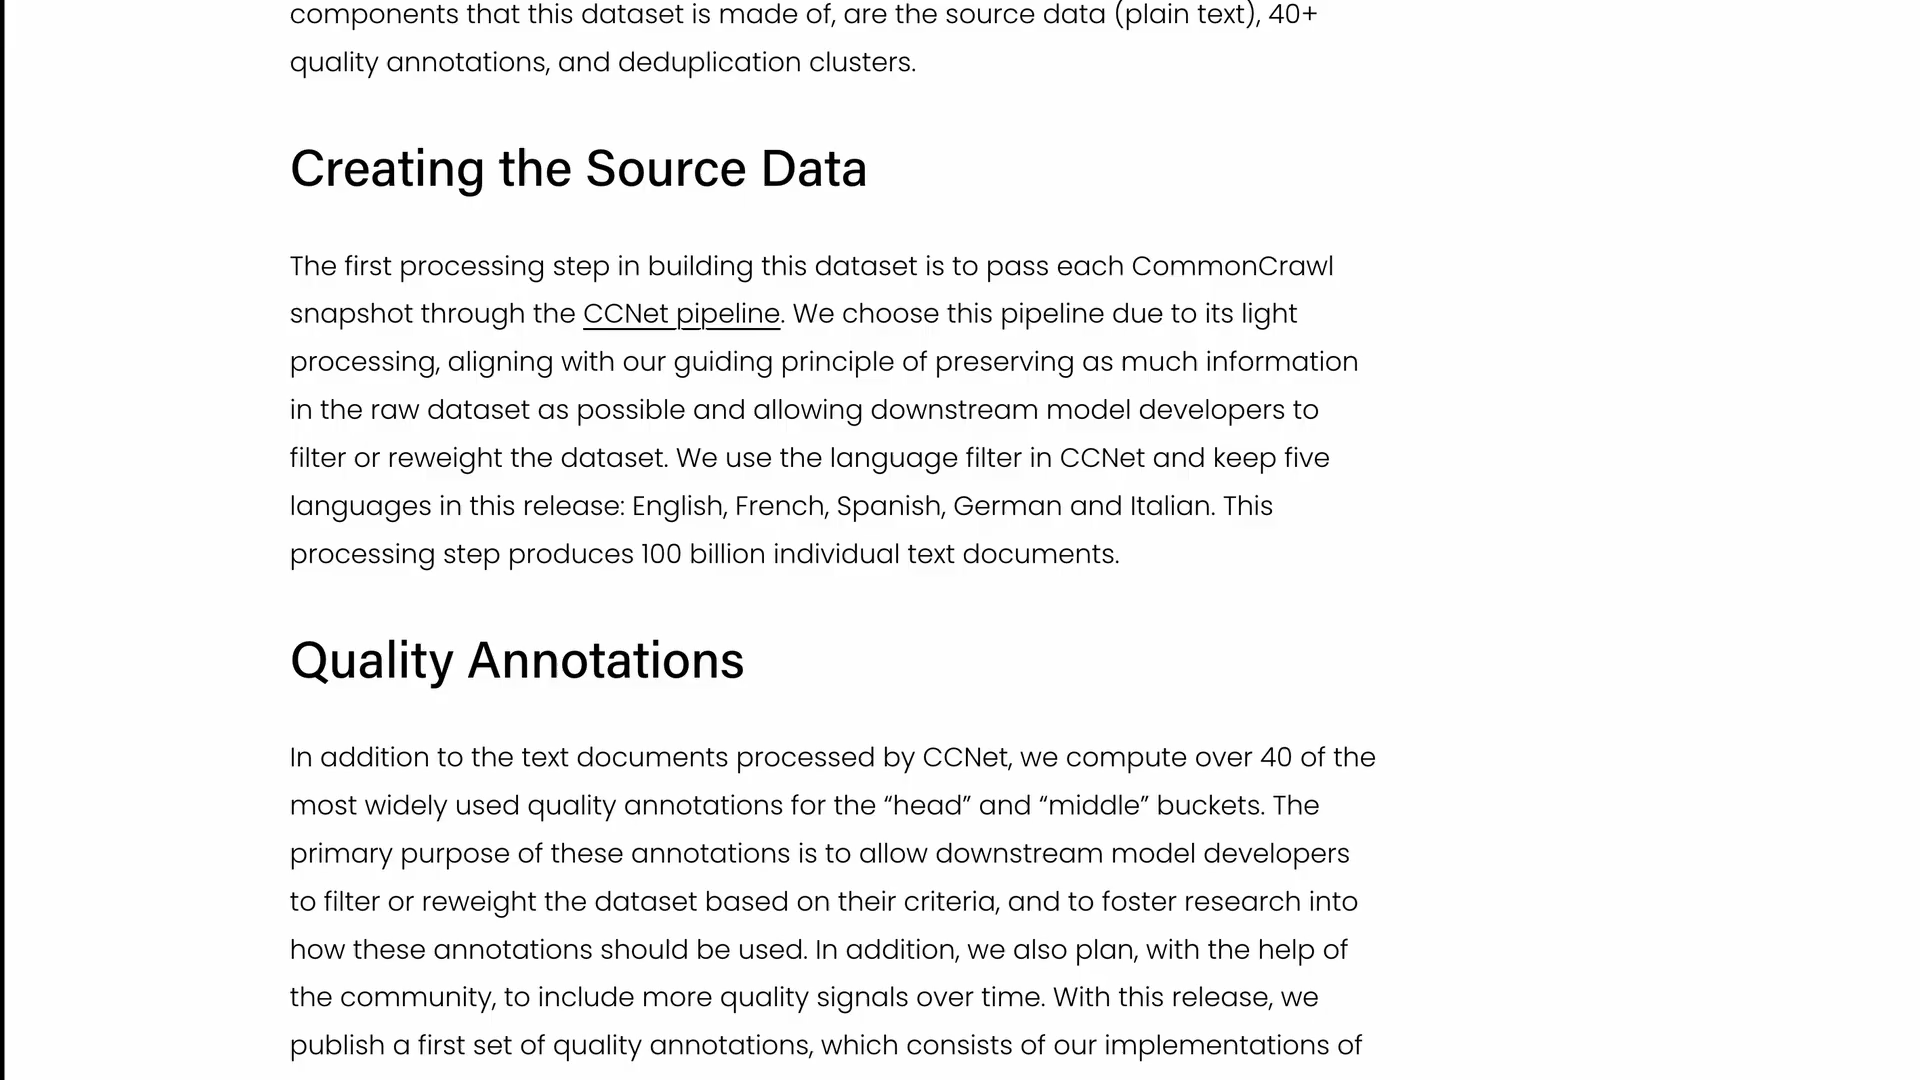 components that this dataset is made of, are the source data (plain text), 40+
quality annotations, and deduplication clusters.
Creating the Source Data
The first processing step in building this dataset is to pass each CommonCrawl
snapshot through the CCNet pipeline. We choose this pipeline due to its light
processing, aligning with our guiding principle of preserving as much information
in the raw dataset as possible and allowing downstream model developers to
filter or reweight the dataset. We use the language filter in CCNet and keep five
languages in this release: English, French, Spanish, German and Italian. This
processing step produces 100 billion individual text documents.
Quality Annotations
In addition to the text documents processed by CCNet, we compute over 40 of the
most widely used quality annotations for the “head” and “middle” buckets. The
primary purpose of these annotations is to allow downstream model developers
to filter or reweight the dataset based on their criteria, and to foster research into
how these annotations should be used. In addition, we also plan, with the help of
the community, to include more quality signals over time. With this release, we
publish a first set of quality annotations, which consists of our implementations of